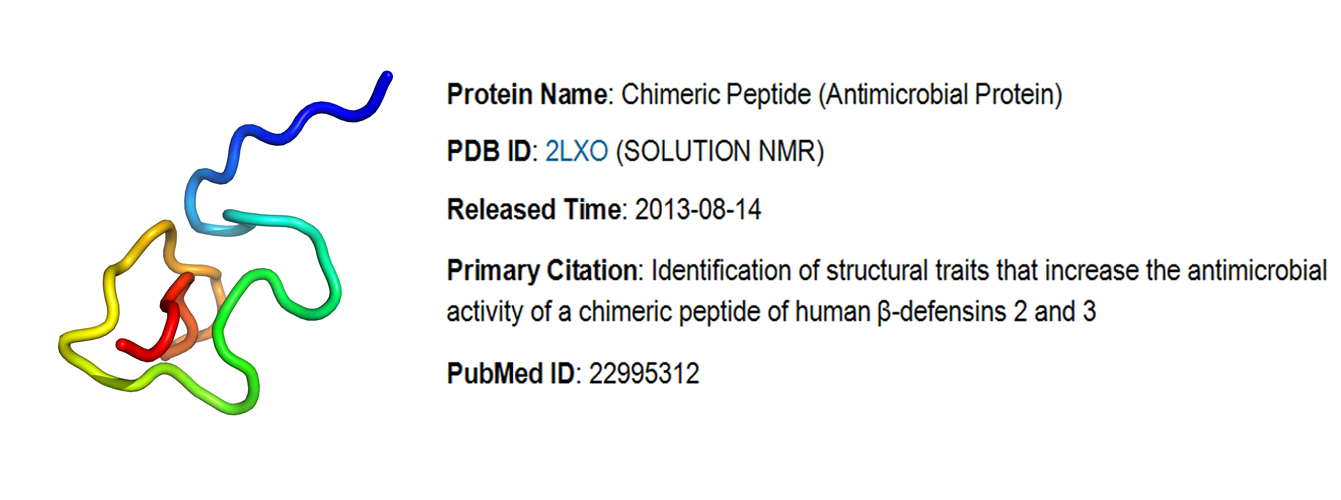 Protein Name: Chimeric Peptide (Antimicrobial Protein)
PDB ID: 2LXO (SOLUTION NMR)
Released Time: 2013-08-14
Primary Citation: Identification of structural traits that increase the antimicrobial
activity of a chimeric peptide of human β-defensins 2 and 3
PubMed ID: 22995312